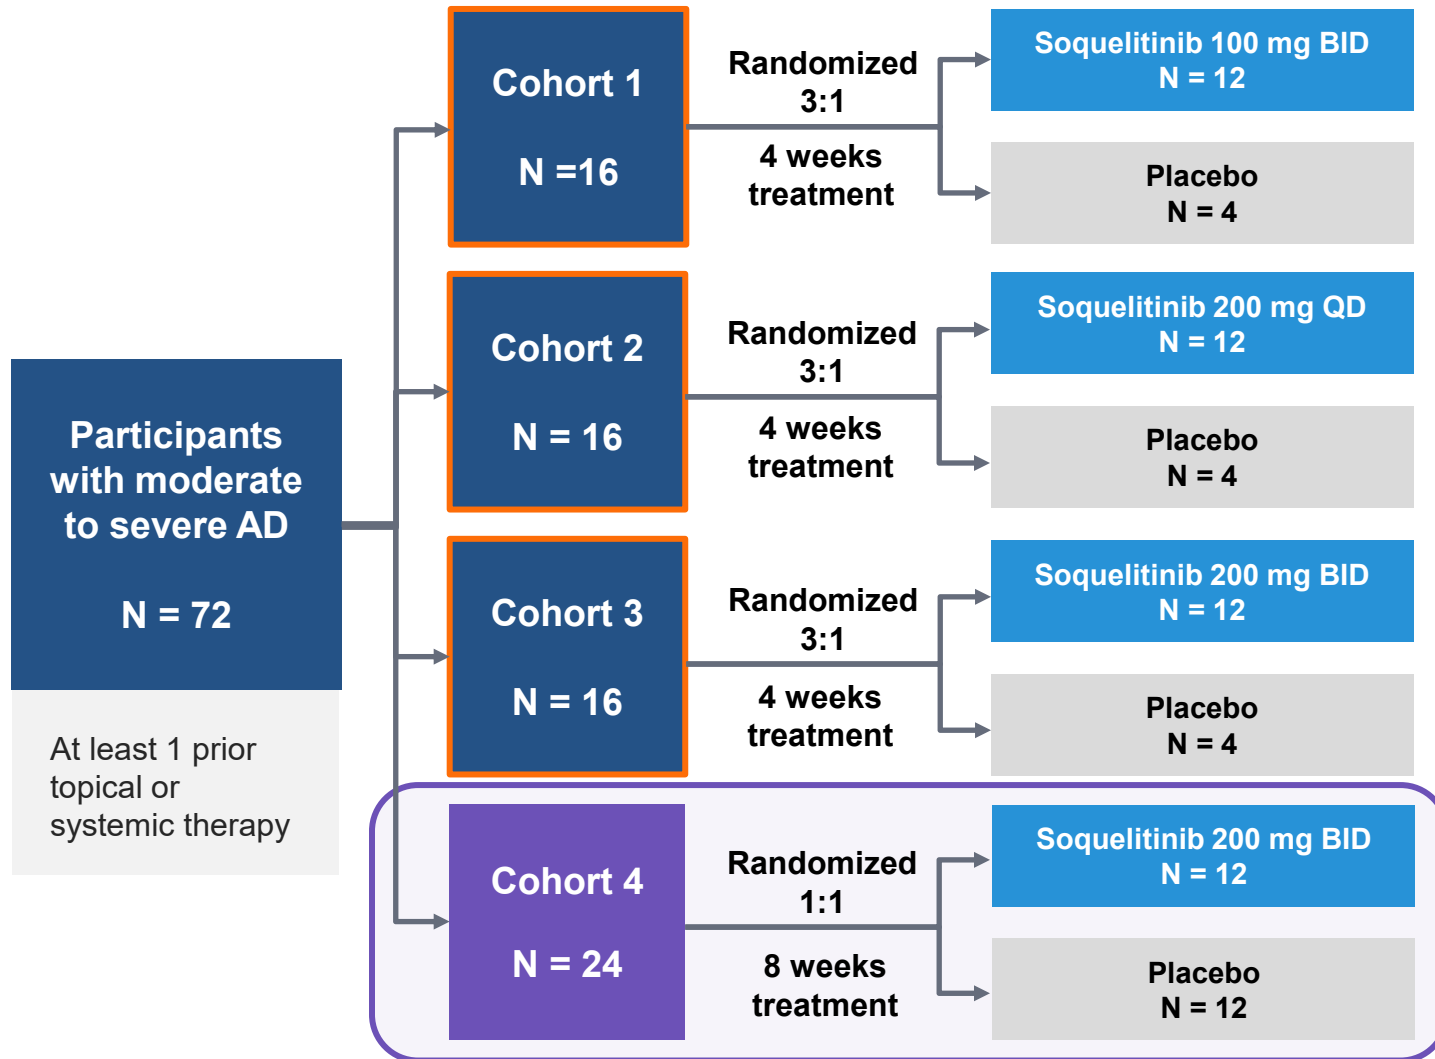 Participants
with moderate
to severe AD
N = 72
At least 1 prior
topical or
systemic therapy
Cohort 1
N =16
Randomized
3:1
4 weeks
treatment
Soquelitinib 100 mg BID
N = 12
Placebo
N = 4
Cohort 2
N = 16
Randomized
3:1
4 weeks
treatment
Soquelitinib 200 mg QD
N = 12
Placebo
N = 4
Cohort 3
N = 16
Randomized
3:1
4 weeks
treatment
Soquelitinib 200 mg BID
N = 12
Placebo
N = 4
Cohort 4
N = 24
Randomized
1:1
8 weeks
treatment
Soquelitinib 200 mg BID
N = 12
Placebo
N = 12